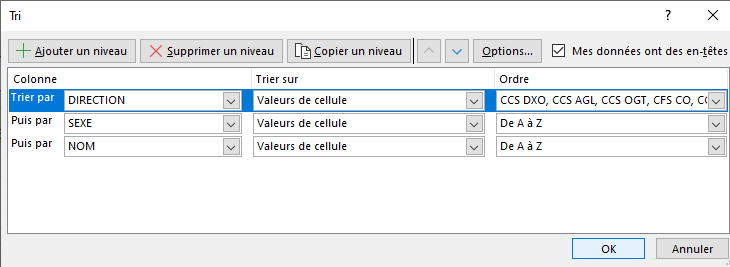 Tri
? 
Ajouter un niveau Supprimer un niveau Copier un niveau Options... Mes données ont des en-têtes
Colonne Trier sur Ordre
Trier par DIRECTION Valeurs de cellule CCS DXO, CCS AGL, CCS OGT, CFS CO,
Puis par SEXE Valeurs de cellule De A à Z
Puis par NOM Valeurs de cellule De A à Z
OK Annuler